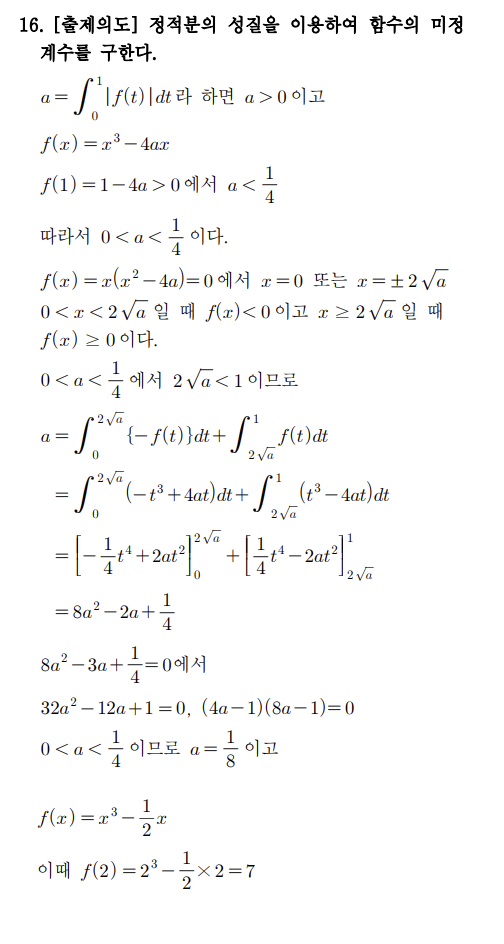 16. [출제의도] 정적분의 성질을 이용하여 함수의 미정
계수를 구한다.
a = ∫₀¹ |f(t)|dt 라 하면 a > 0 이고
f(x) = x³ − 4ax
f(1) = 1 − 4a > 0 에서 a < 1/4
따라서 0 < a < 1/4 이다.
f(x) = x(x² − 4a) = 0 에서 x = 0 또는 x = ±2√a
0 < x < 2√a 일 때 f(x) < 0 이고 x ≥ 2√a 일 때
f(x) ≥ 0 이다.
0 < a < 1/4 에서 2√a < 1 이므로
a = ∫₀^{2√a} {−f(t)}dt + ∫_{2√a}^1 f(t)dt
= ∫₀^{2√a} (−t³ + 4at)dt + ∫_{2√a}^1 (t³ − 4at)dt
= [−1/4 t⁴ + 2at²]₀^{2√a} + [1/4 t⁴ − 2at²]_{2√a}^1
= 8a² − 2a + 1/4
8a² − 3a + 1/4 = 0 에서
32a² − 12a + 1 = 0, (4a − 1)(8a − 1) = 0
0 < a < 1/4 이므로 a = 1/8 이고
f(x) = x³ − 1/2 x
이때 f(2) = 2³ − 1/2 × 2 = 7